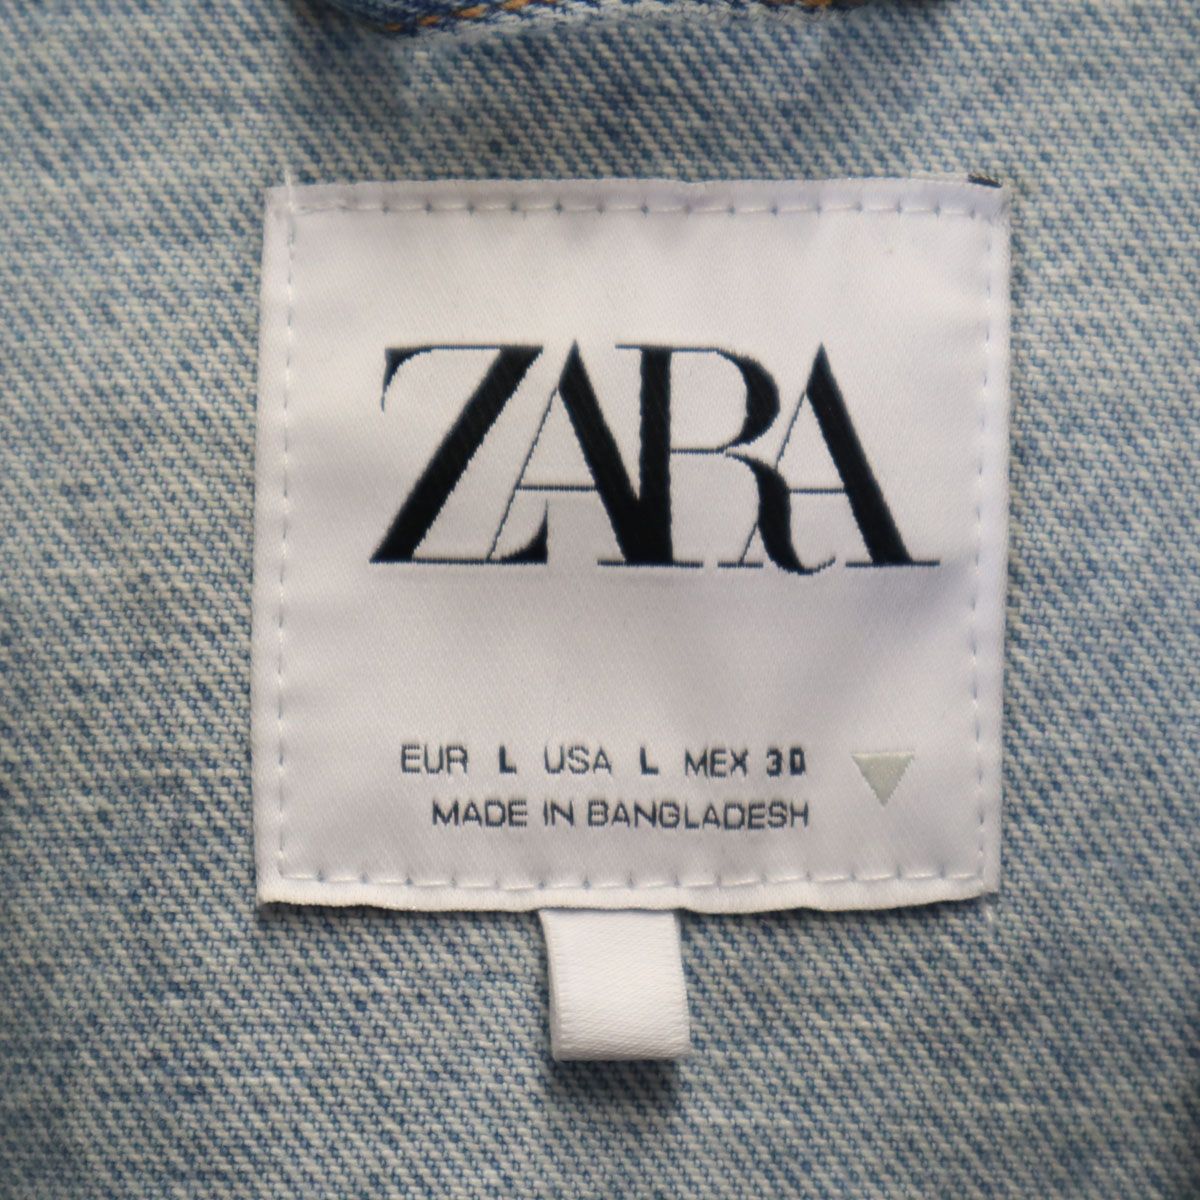 ZARA
EUR L USA L MEX 30
MADE IN BANGLADESH